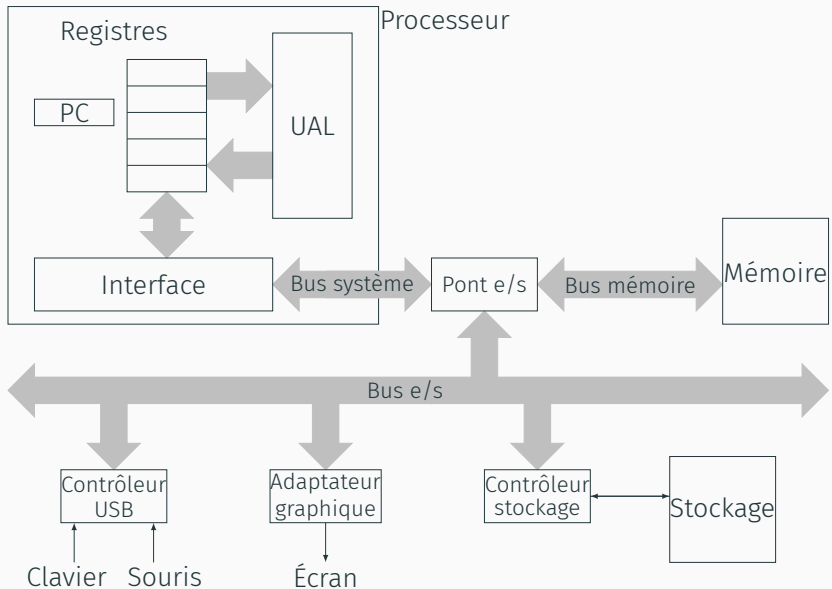 Processeur
Registres
PC
UAL
Interface
Bus système
Pont e/s
Bus mémoire
Mémoire
Bus e/s
Contrôleur
USB
Adaptateur
graphique
Contrôleur
stockage
Stockage
Clavier
Souris
Écran